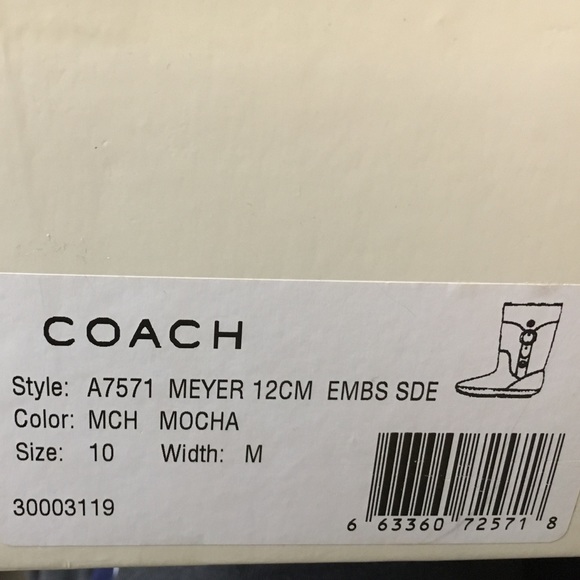 COACH
Style: A7571 MEYER 12CM EMBS SDE
Color: MCH MOCHA
Size: 10 Width: M
30003119
6 63360 72571 8